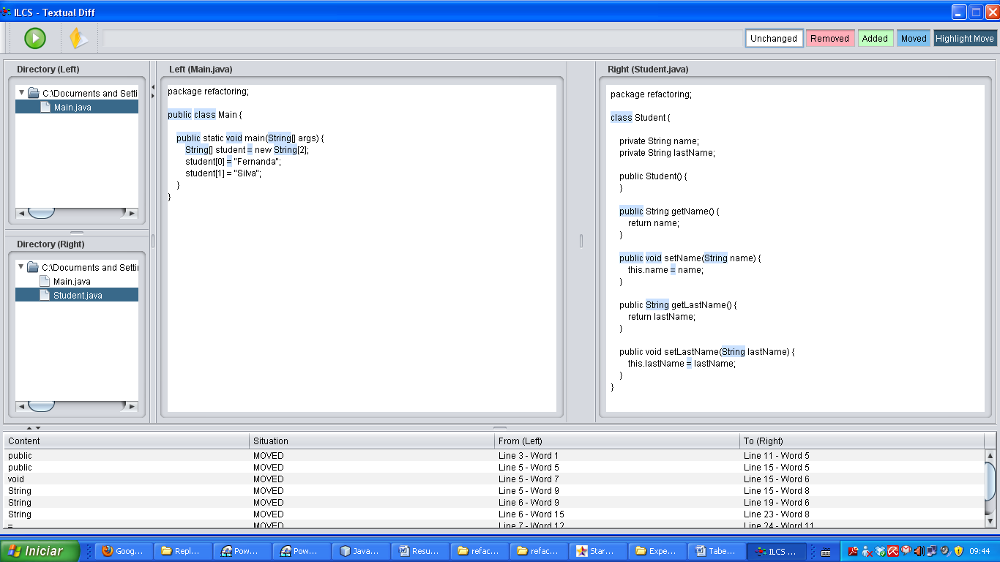 ILCS - Textual Diff
Unchanged Removed Added Moved Highlight Move
Directory (Left)
C:\Documents and Setti
Main.java
Directory (Right)
C:\Documents and Setti
Main.java
Student.java
Left (Main.java)
package refactoring;
public class Main {
public static void main(String[] args) {
String[] student = new String[2];
student[0] = "Fernanda";
student[1] = "Silva";
}
}
Right (Student.java)
package refactoring;
class Student {
private String name;
private String lastName;
public Student() {
}
public String getName() {
return name;
}
public void setName(String name) {
this.name = name;
}
public String getLastName() {
return lastName;
}
public void setLastName(String lastName) {
this.lastName = lastName;
}
}
Content Situation From (Left) To (Right)
public MOVED Line 3 - Word 1 Line 11 - Word 5
public MOVED Line 5 - Word 5 Line 15 - Word 5
void MOVED Line 5 - Word 7 Line 15 - Word 6
String MOVED Line 5 - Word 9 Line 15 - Word 8
String MOVED Line 6 - Word 9 Line 19 - Word 6
String MOVED Line 6 - Word 15 Line 23 - Word 8
= MOVED Line 7 - Word 12 Line 24 - Word 11
Iniciar Goog... Repl... Pow... Pow... Java... Resu... refac... refac... Star... Expe... Tabe... ILCS ... 09:44